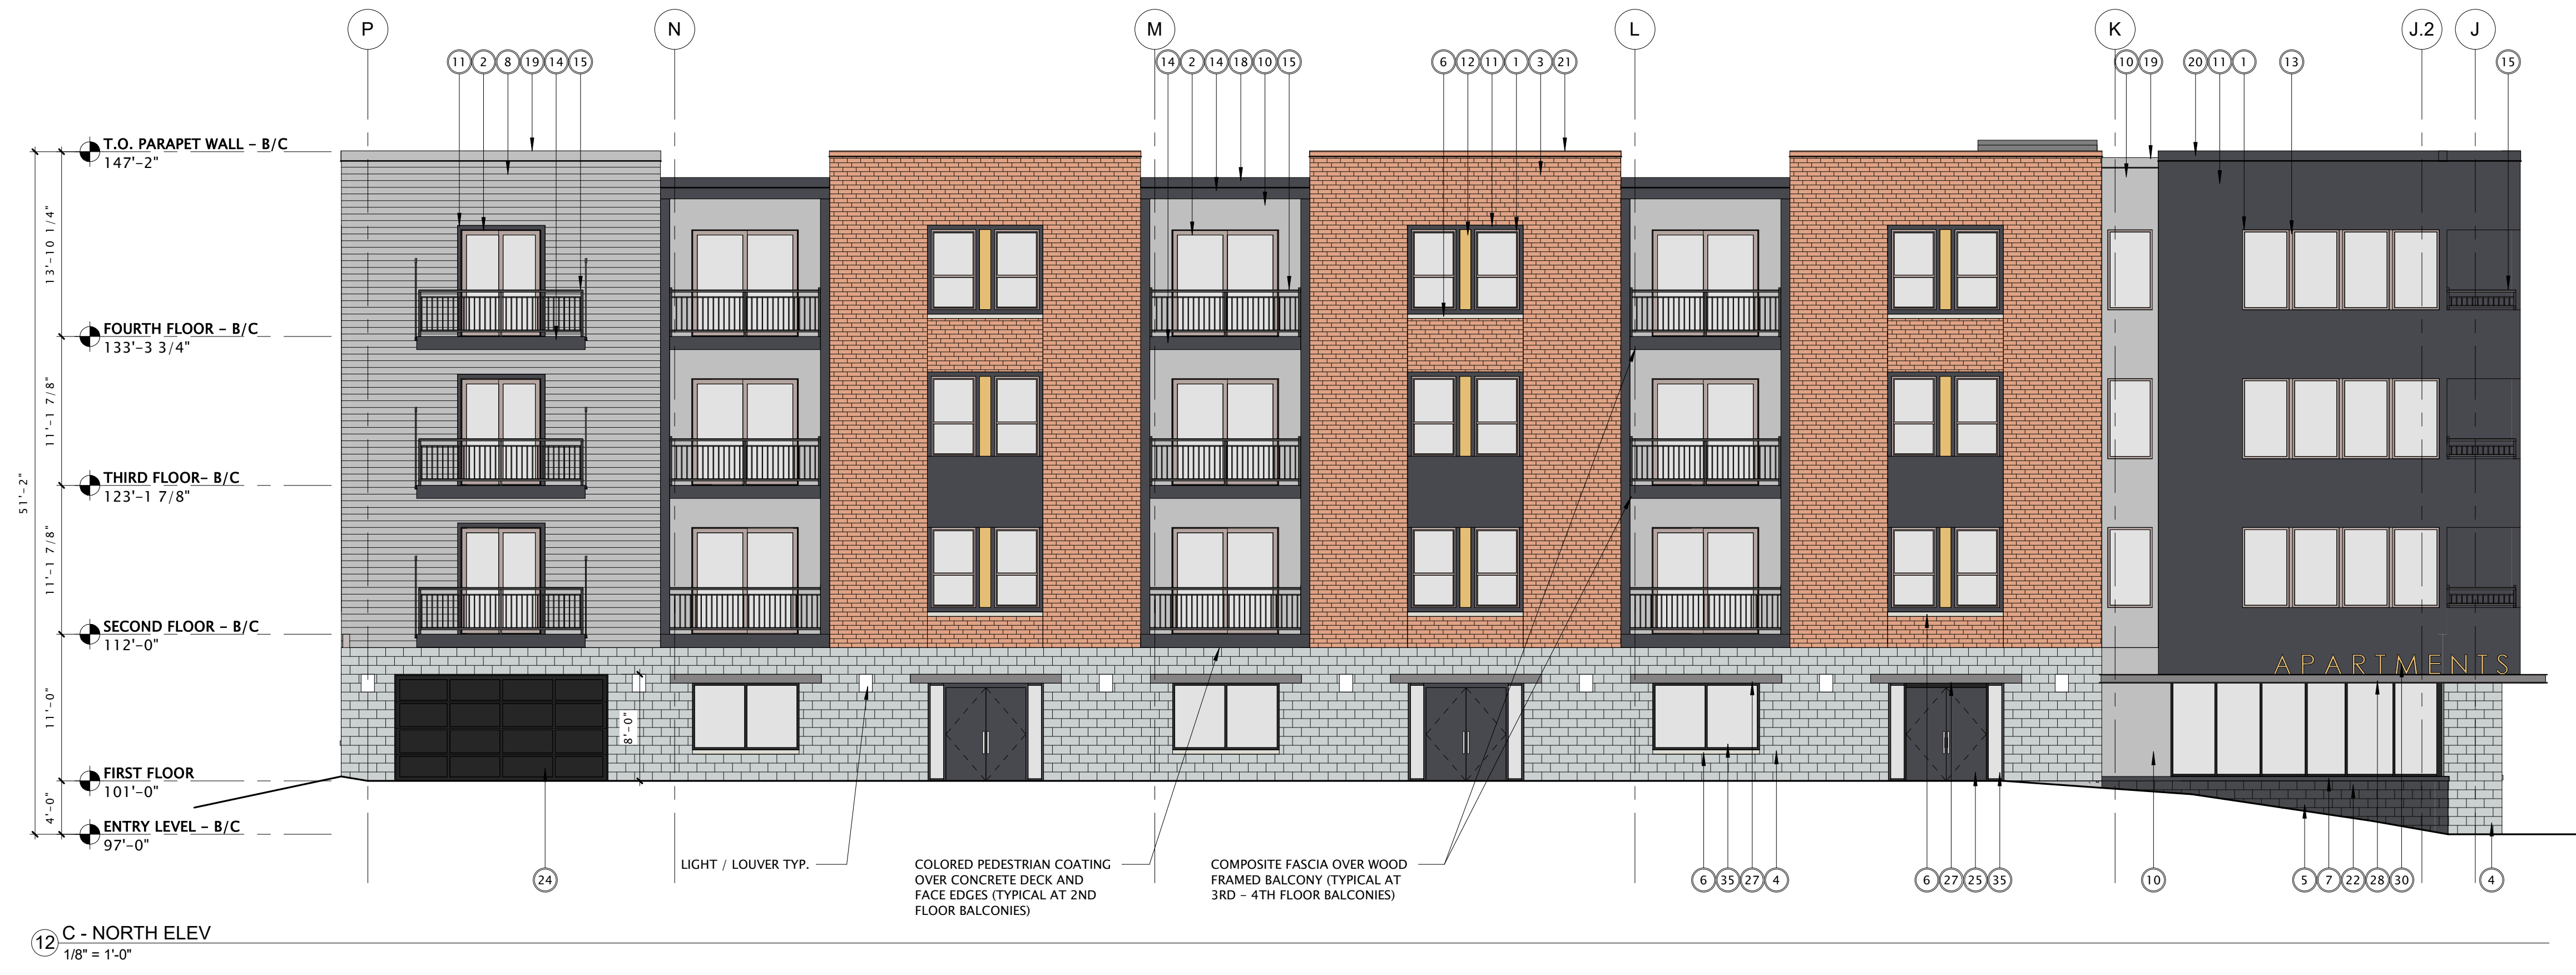 P N M L K J.2 J
11 2 8 19 14 15 14 2 14 18 10 15 6 12 11 1 3 21 10 19 20 11 1 13 15
T.O. PARAPET WALL - B/C
147'-2"
13'-10 1/4"
FOURTH FLOOR - B/C
133'-3 3/4"
11'-1 7/8"
51'-2"
THIRD FLOOR- B/C
123'-1 7/8"
11'-1 7/8"
SECOND FLOOR - B/C
112'-0"
APARTMENTS
11'-0"
8'-0"
FIRST FLOOR
101'-0"
4'-0"
ENTRY LEVEL - B/C
97'-0"
24
LIGHT / LOUVER TYP.
COLORED PEDESTRIAN COATING
OVER CONCRETE DECK AND
FACE EDGES (TYPICAL AT 2ND
FLOOR BALCONIES)
COMPOSITE FASCIA OVER WOOD
FRAMED BALCONY (TYPICAL AT
3RD - 4TH FLOOR BALCONIES)
6 35 27 4 6 27 25 35 10 5 7 22 28 30 4
12 C - NORTH ELEV
1/8" = 1'-0"